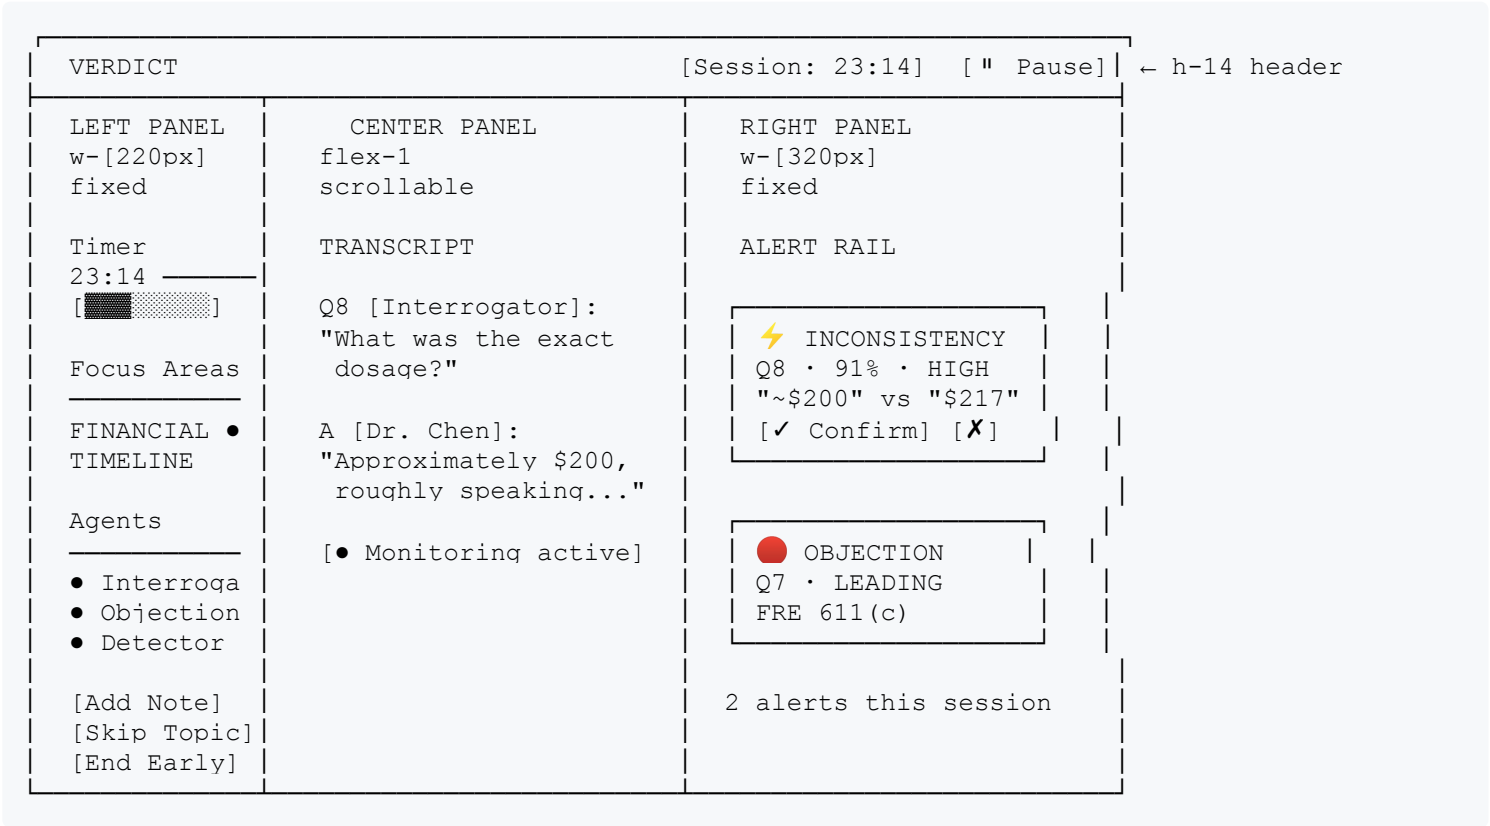 VERDICT [Session: 23:14] [⏸ Pause] ← h-14 header
LEFT PANEL
w-[220px]
fixed
Timer
23:14
[▓▓▓░░░░░]
Focus Areas
FINANCIAL ●
TIMELINE
Agents
● Interroga
● Objection
● Detector
[Add Note]
[Skip Topic]
[End Early]
CENTER PANEL
flex-1
scrollable
TRANSCRIPT
Q8 [Interrogator]:
"What was the exact
dosage?"
A [Dr. Chen]:
"Approximately $200,
roughly speaking..."
[● Monitoring active]
RIGHT PANEL
w-[320px]
fixed
ALERT RAIL
⚡ INCONSISTENCY
Q8 · 91% · HIGH
"~$200" vs "$217"
[✓ Confirm] [✗]
🔴 OBJECTION
Q7 · LEADING
FRE 611(c)
2 alerts this session